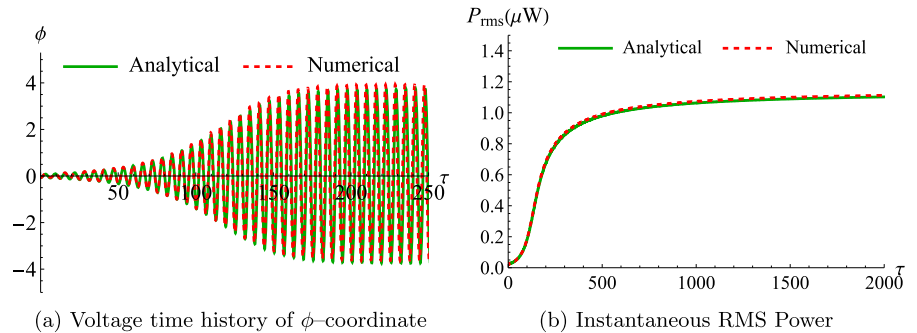 ϕ
Analytical Numerical
4
2
0
−2
−4
50 100 150 200 250 τ
(a) Voltage time history of ϕ–coordinate
P_rms(μW)
Analytical Numerical
1.4
1.2
1.0
0.8
0.6
0.4
0.2
0.0
0 500 1000 1500 2000 τ
(b) Instantaneous RMS Power